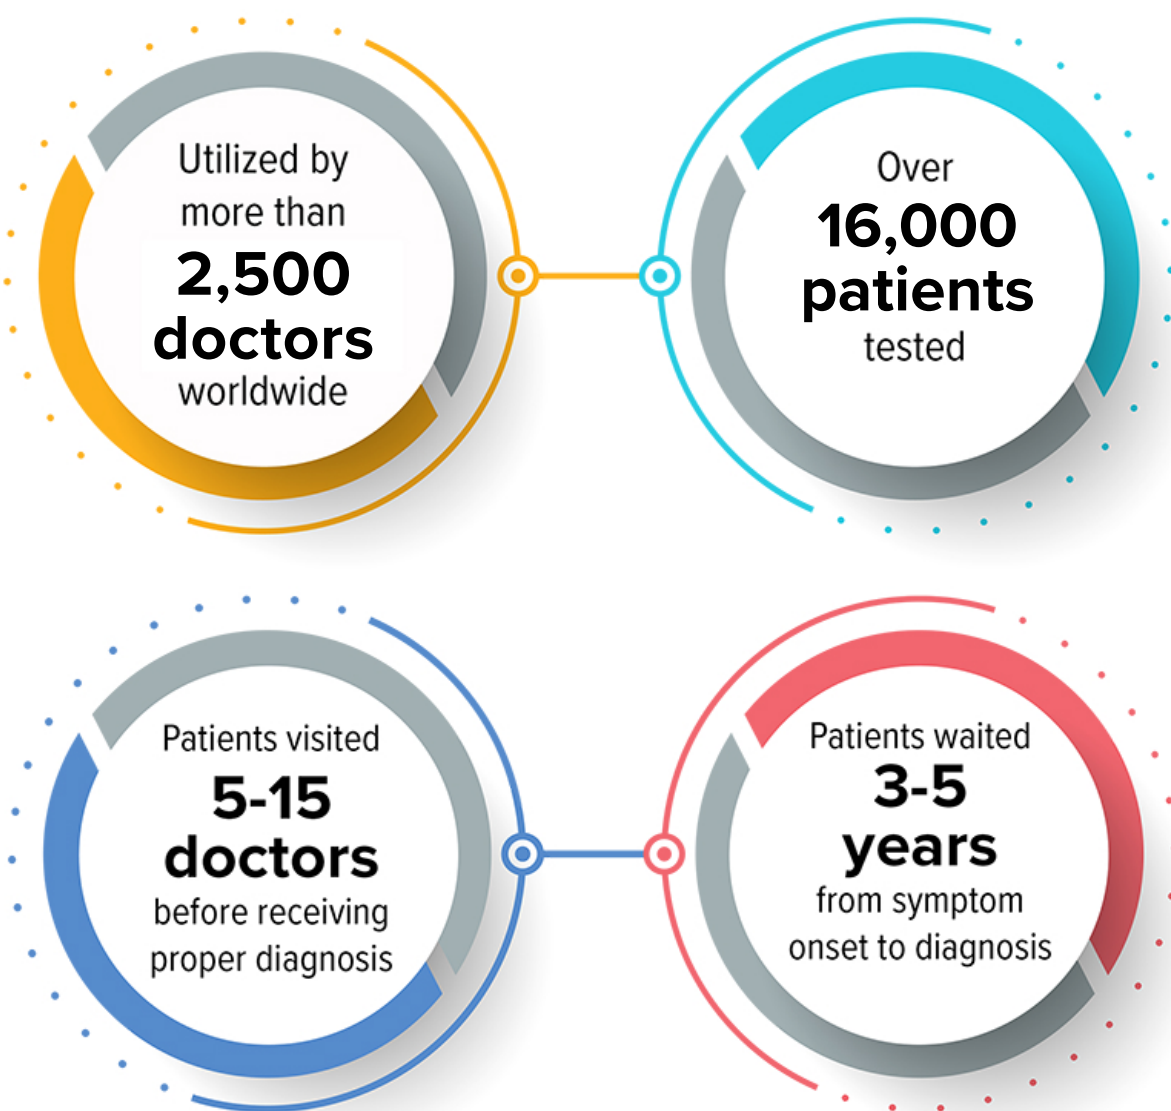 Utilized by
more than
2,500
doctors
worldwide
Over
16,000
patients
tested
Patients visited
5-15
doctors
before receiving
proper diagnosis
Patients waited
3-5
years
from symptom
onset to diagnosis